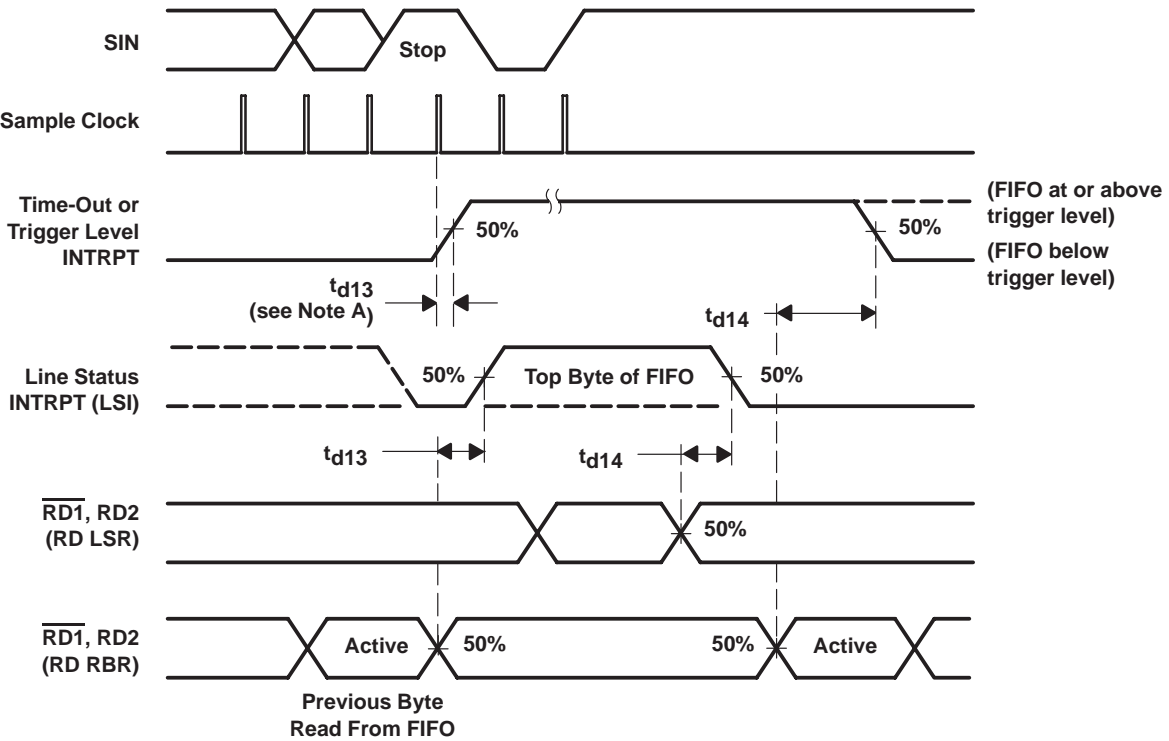 SIN
Stop
Sample Clock
Time-Out or
Trigger Level
INTRPT
50%
50%
(FIFO at or above
trigger level)
(FIFO below
trigger level)
td13
(see Note A)
td14
Line Status
INTRPT (LSI)
50%
Top Byte of FIFO
50%
td13
td14
RD1, RD2
(RD LSR)
50%
RD1, RD2
(RD RBR)
Active
50%
50%
Active
Previous Byte
Read From FIFO